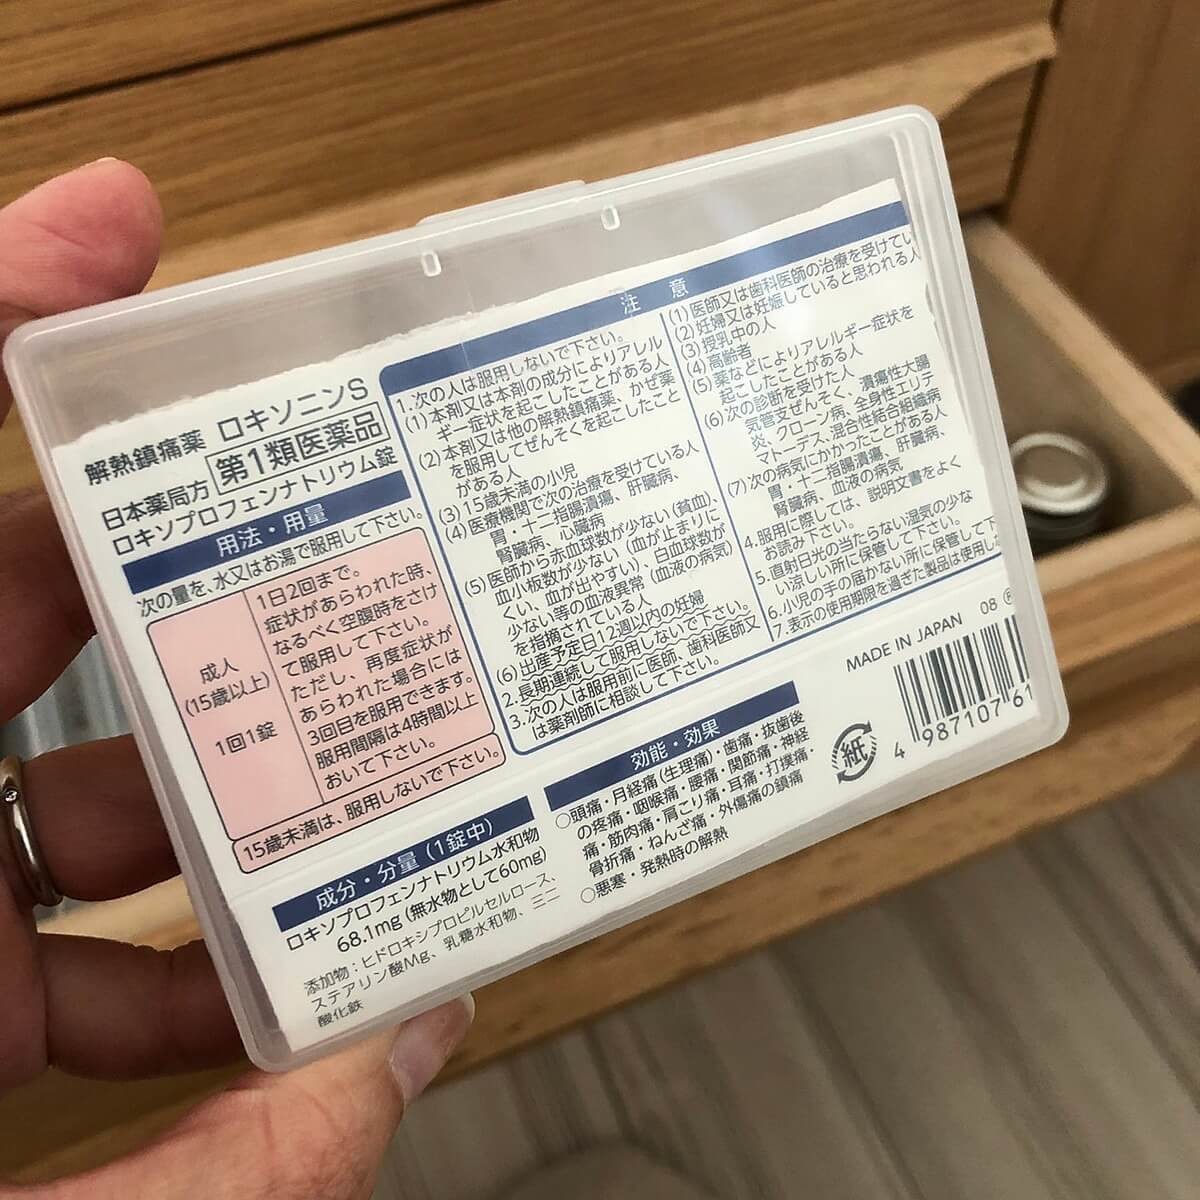 解熱鎮痛薬 ロキソニンS
第1類医薬品
日本薬局方
ロキソプロフェンナトリウム錠
用法・用量
次の量を、水又はお湯で服用して下さい。
成人
(15歳以上)
1回1錠
1日2回まで。
症状があらわれた時、
なるべく空腹時をさけ
て服用して下さい。
ただし、再度症状が
あらわれた場合には
3回目を服用できます。
服用間隔は4時間以上
おいて下さい。
15歳未満は、服用しないで下さい。
成分・分量(1錠中)
ロキソプロフェンナトリウム水和物
68.1mg(無水物として60mg)
添加物:ヒドロキシプロピルセルロース、
ステアリン酸Mg、乳糖水和物、三二
酸化鉄
注 意
1.次の人は服用しないで下さい。
(1)本剤又は本剤の成分によりアレル
ギー症状を起こしたことがある人
(2)本剤又は他の解熱鎮痛薬、かぜ薬
を服用してぜんそくを起こしたこと
がある人
(3)15歳未満の小児
(4)医療機関で次の治療を受けている人
胃・十二指腸潰瘍、肝臓病、
腎臓病、心臓病
(5)医師から赤血球数が少ない(貧血)、
血小板数が少ない(血が止まりに
くい、血が出やすい)、白血球数が
少ない等の血液異常(血液の病気)
を指摘されている人
(6)出産予定日12週以内の妊婦
2.長期連続して服用しないで下さい。
3.次の人は服用前に医師、歯科医師又
は薬剤師に相談して下さい。
(1)医師又は歯科医師の治療を受けてい
(2)妊婦又は妊娠していると思われる人
(3)授乳中の人
(4)高齢者
(5)薬などによりアレルギー症状を
起こしたことがある人
(6)次の診断を受けた人
気管支ぜんそく、潰瘍性大腸
炎、クローン病、全身性エリテ
マトーデス、混合性結合組織病
(7)次の病気にかかったことがある人
胃・十二指腸潰瘍、肝臓病、
腎臓病、血液の病気
4.服用に際しては、説明文書をよく
お読み下さい。
5.直射日光の当たらない湿気の少な
い涼しい所に保管して下さい。
6.小児の手の届かない所に保管して下
7.表示の使用期限を過ぎた製品は使用しな
効能・効果
○頭痛・月経痛(生理痛)・歯痛・抜歯後
の疼痛・咽喉痛・腰痛・関節痛・神経
痛・筋肉痛・肩こり痛・耳痛・打撲痛・
骨折痛・ねんざ痛・外傷痛の鎮痛
○悪寒・発熱時の解熱
紙
MADE IN JAPAN 08
4 987107 61